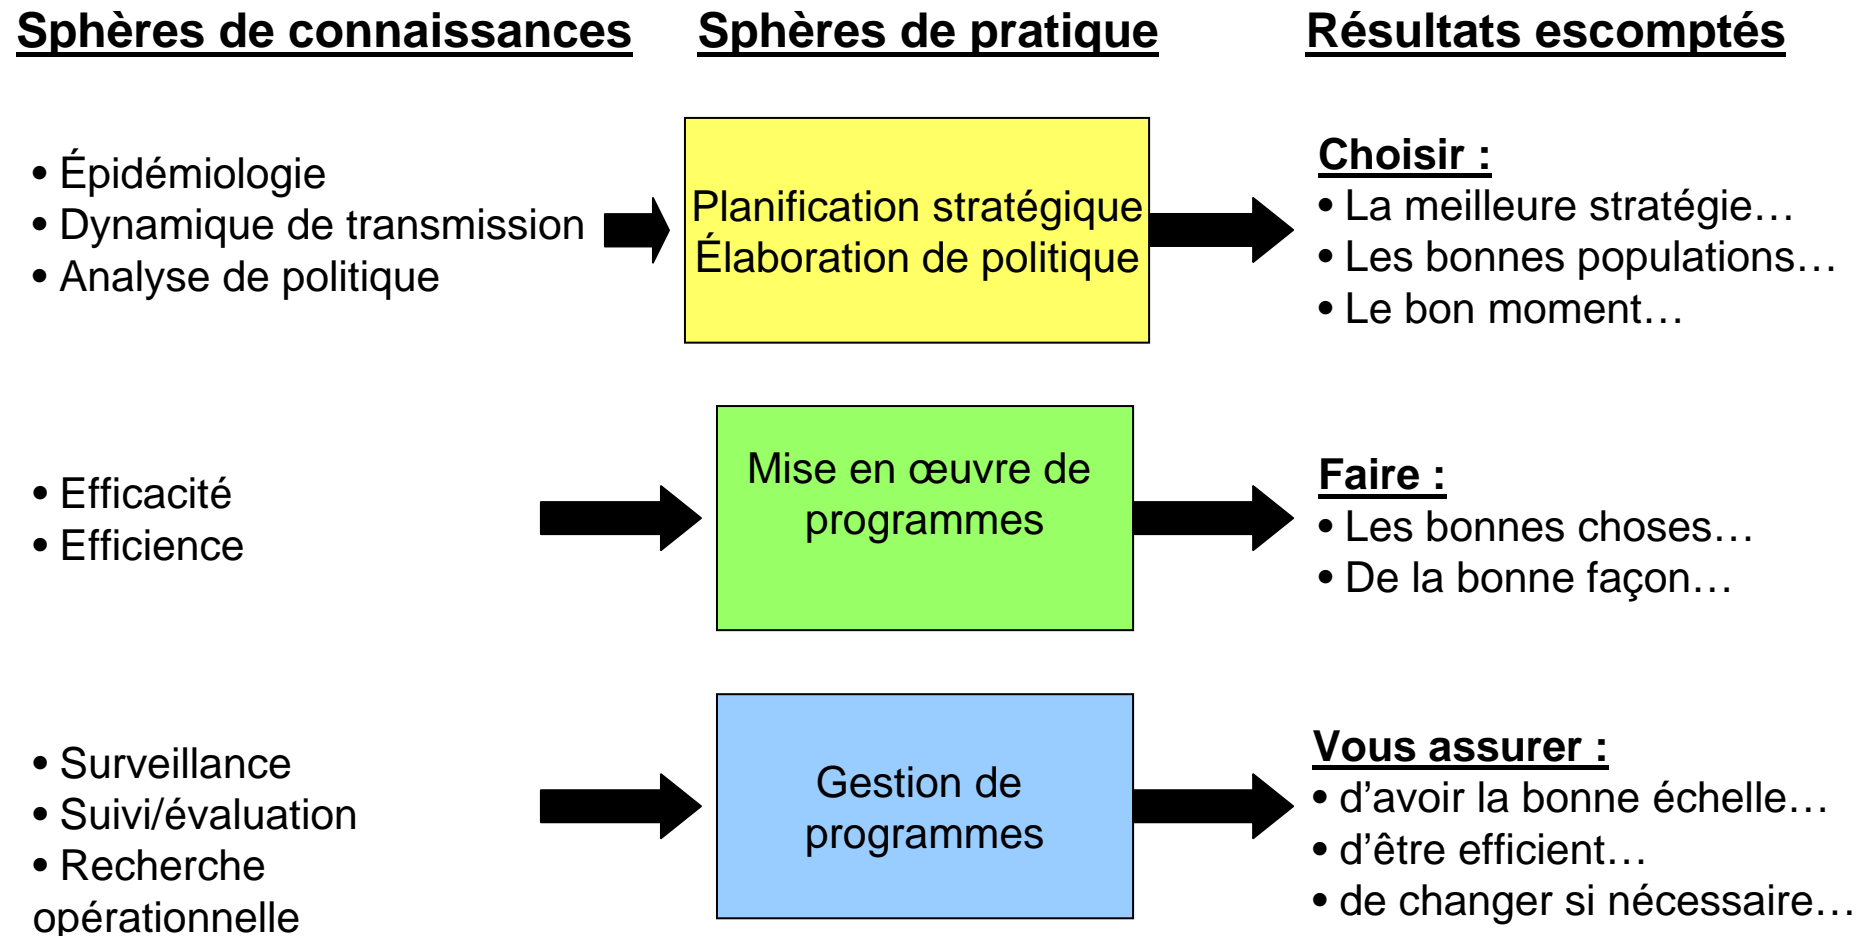 Sphères de connaissances
Sphères de pratique
Résultats escomptés
• Épidémiologie
• Dynamique de transmission
• Analyse de politique
Planification stratégique
Élaboration de politique
Choisir :
• La meilleure stratégie…
• Les bonnes populations…
• Le bon moment…
• Efficacité
• Efficience
Mise en œuvre de
programmes
Faire :
• Les bonnes choses…
• De la bonne façon…
• Surveillance
• Suivi/évaluation
• Recherche
opérationnelle
Gestion de
programmes
Vous assurer :
• d’avoir la bonne échelle…
• d’être efficient…
• de changer si nécessaire…